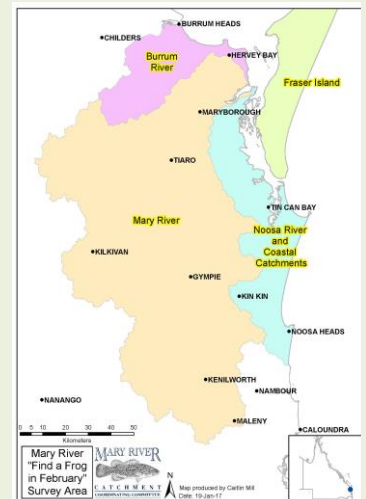 BURRUM HEADS
CHILDERS
Burrum
River
HERVEY BAY
Fraser Island
MARYBOROUGH
TIARO
TIN CAN BAY
Mary River
Noosa River
and
Coastal
Catchments
KILKIVAN
GYMPIE
KIN KIN
NOOSA HEADS
KENILWORTH
NAMBOUR
NANANGO
MALENY
CALOUNDRA
0 5 10 20 30 40 50
Kilometers
Mary River
"Find a Frog
in February"
Survey Area
MARY RIVER
CATCHMENT
COORDINATING COMMITTEE
N
Map produced by Caitlin Mill
Date: 19-Jan-17